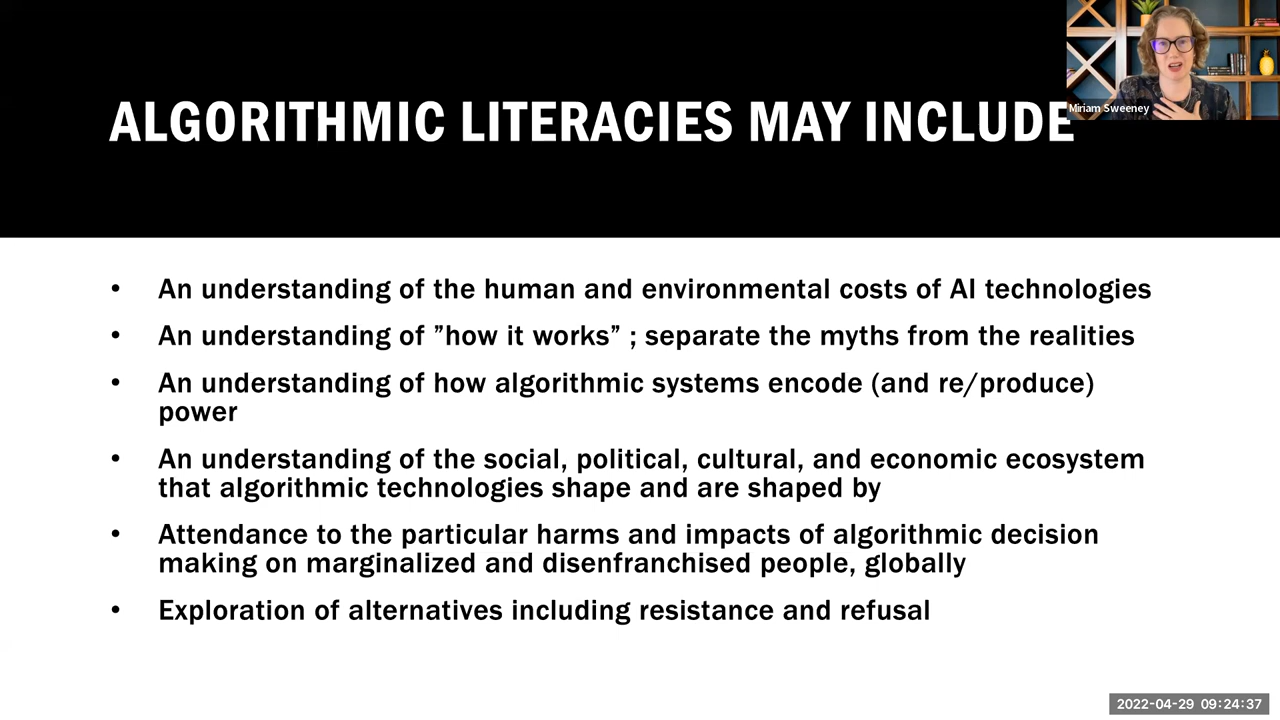 ALGORITHMIC LITERACIES MAY INCLUDE
Miriam Sweeney
• An understanding of the human and environmental costs of AI technologies
• An understanding of ”how it works” ; separate the myths from the realities
• An understanding of how algorithmic systems encode (and re/produce)
power
• An understanding of the social, political, cultural, and economic ecosystem
that algorithmic technologies shape and are shaped by
• Attendance to the particular harms and impacts of algorithmic decision
making on marginalized and disenfranchised people, globally
• Exploration of alternatives including resistance and refusal
2022-04-29 09:24:37